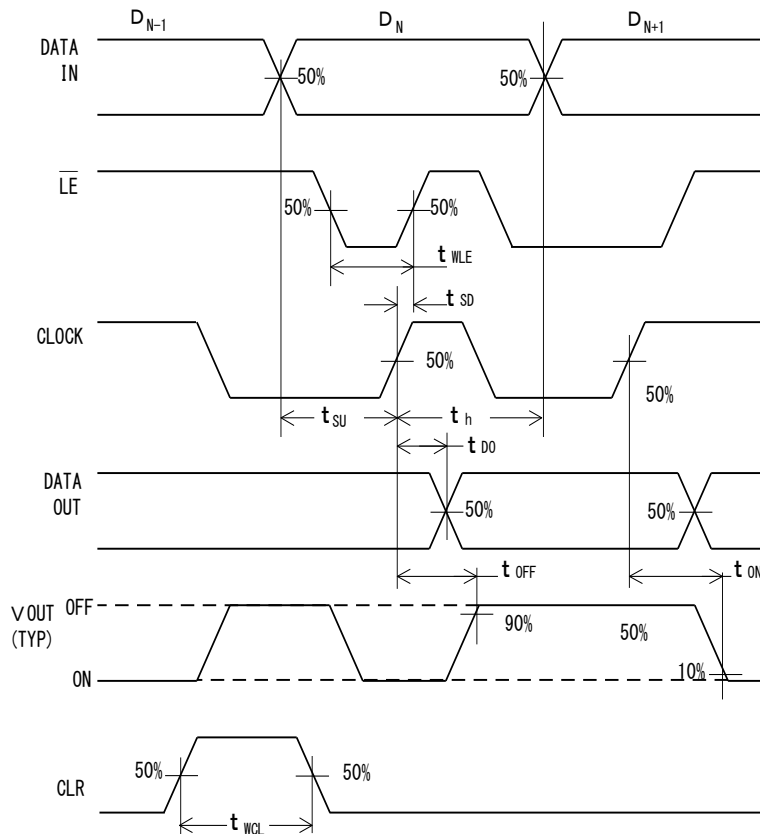 D N-1 D N D N+1
DATA IN
50% 50%
LE
50% 50%
t WLE
t SD
CLOCK
50% 50%
t SU t h
t DO
DATA OUT
50% 50%
t OFF t ON
VOUT (TYP)
OFF
90% 50%
ON
10%
CLR
50% 50%
t WCL